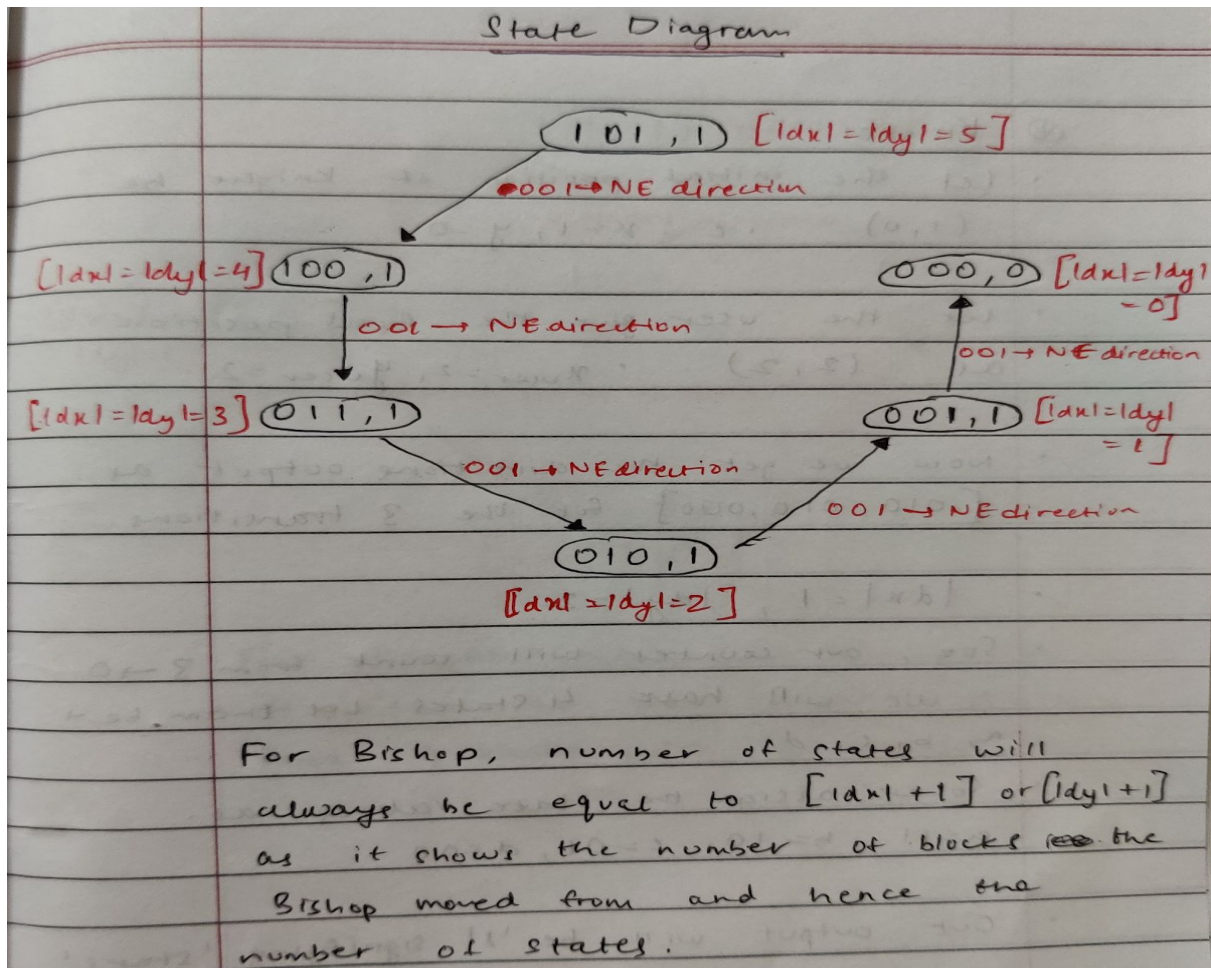 State Diagram
101,1 [|dx|=|dy|=5]
001→NE direction
[|dx|=|dy|=4] 100,1
000,0 [|dx|=|dy|
=0]
001→NE direction
001→NE direction
[|dx|=|dy|=3] 011,1
001,1 [|dx|=|dy|
=1]
001→NE direction
001→NE direction
010,1
[|dx|=|dy|=2]
For Bishop, number of states will
always be equal to [|dx|+1] or [|dy|+1]
as it shows the number of blocks the
Bishop moved from and hence the
number of states.